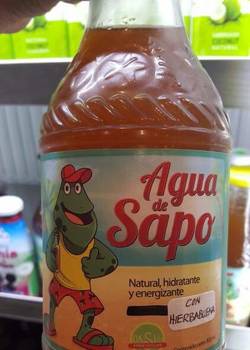 Agua
de
Sapo
Natural, hidratante
y energizante
CON
HIERBABUENA